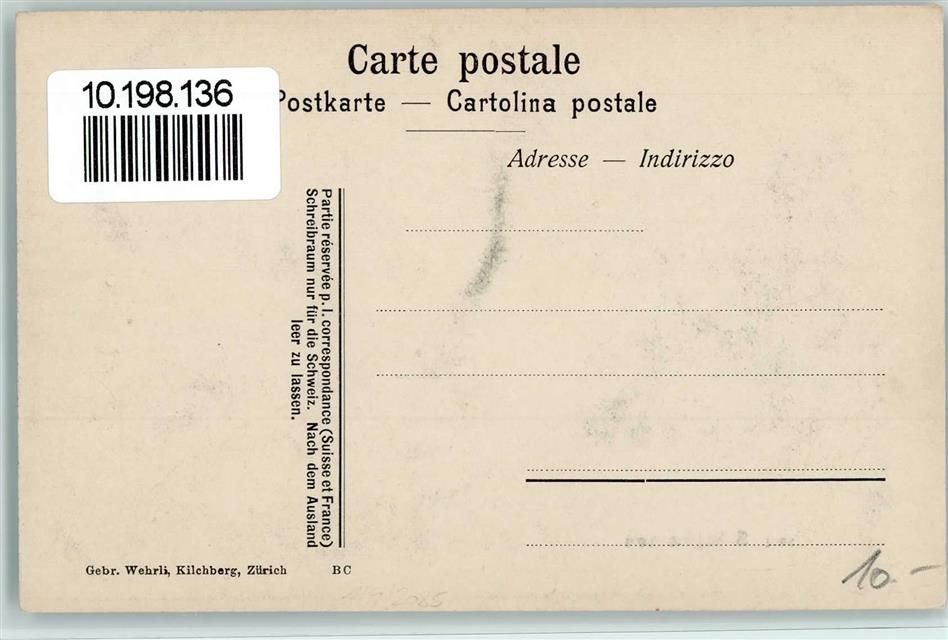 Carte postale
10.198.136
Postkarte — Cartolina postale
Adresse — Indirizzo
Partie réservée p. l. correspondance (Suisse et France)
Schreibraum nur für die Schweiz. Nach dem Ausland
leer zu lassen.
Gebr. Wehrli, Kilchberg, Zürich BC
10.-